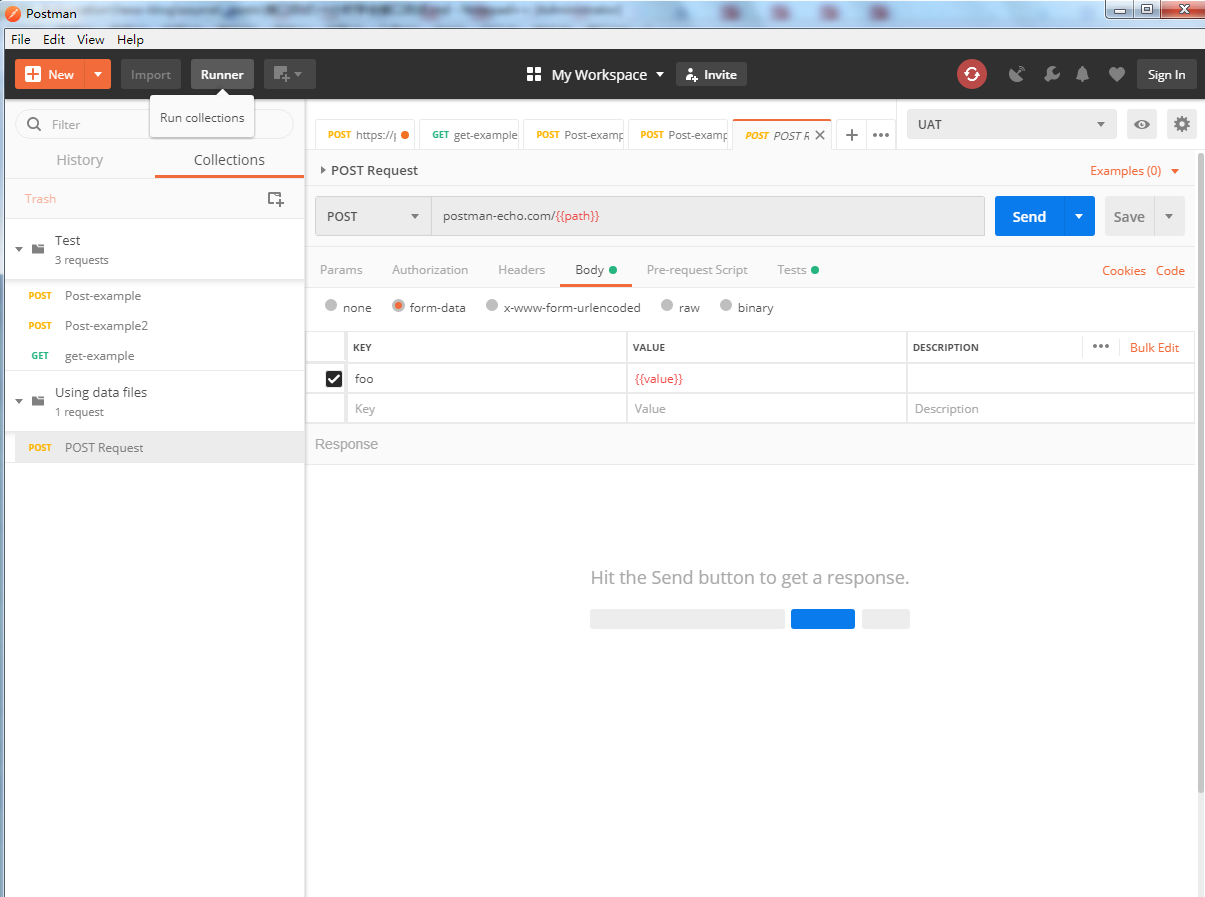 Postman
File Edit View Help
New Import Runner My Workspace Invite Sign In
Run collections
Filter
History Collections
Trash
Test
3 requests
POST Post-example
POST Post-example2
GET get-example
Using data files
1 request
POST POST Request
POST https://p GET get-example POST Post-examp POST Post-examp POST POST R
UAT
POST Request Examples (0)
POST postman-echo.com/{{path}} Send Save
Params Authorization Headers Body Pre-request Script Tests Cookies Code
none form-data x-www-form-urlencoded raw binary
KEY VALUE DESCRIPTION ••• Bulk Edit
foo {{value}}
Key Value Description
Response
Hit the Send button to get a response.